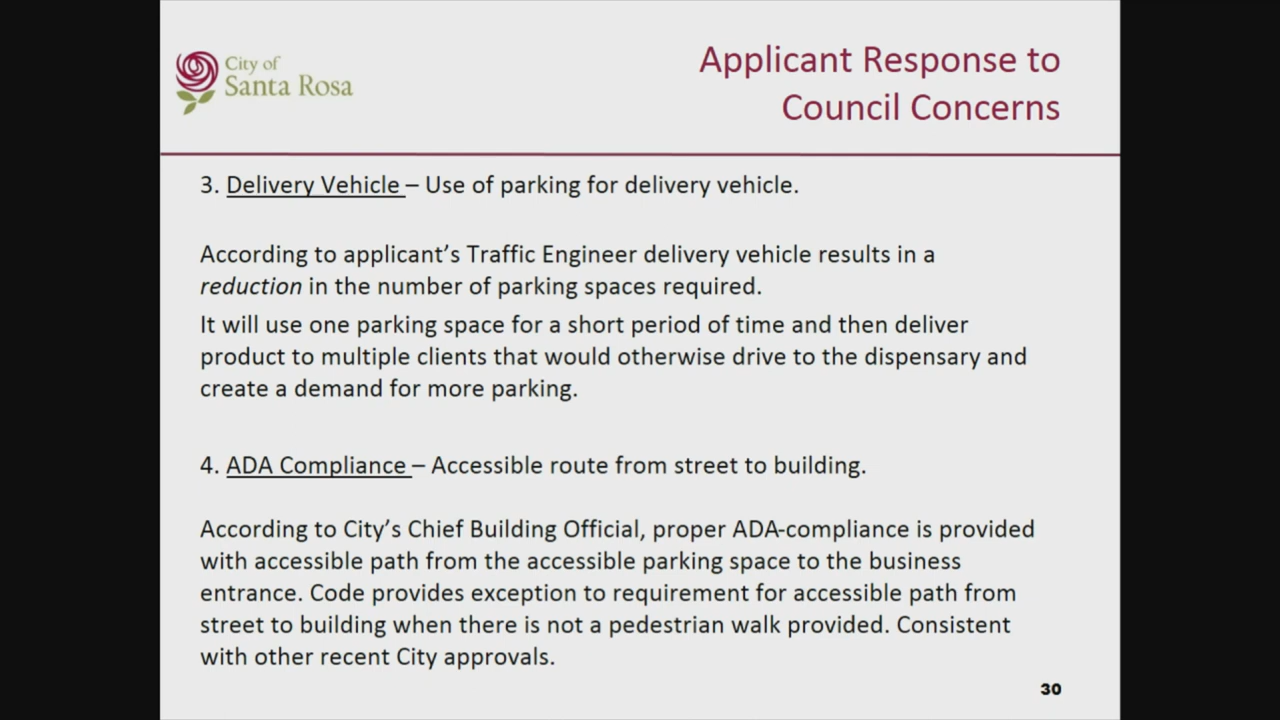 City of
Santa Rosa
Applicant Response to
Council Concerns
3. Delivery Vehicle – Use of parking for delivery vehicle.
According to applicant’s Traffic Engineer delivery vehicle results in a
reduction in the number of parking spaces required.
It will use one parking space for a short period of time and then deliver
product to multiple clients that would otherwise drive to the dispensary and
create a demand for more parking.
4. ADA Compliance – Accessible route from street to building.
According to City’s Chief Building Official, proper ADA-compliance is provided
with accessible path from the accessible parking space to the business
entrance. Code provides exception to requirement for accessible path from
street to building when there is not a pedestrian walk provided. Consistent
with other recent City approvals.
30